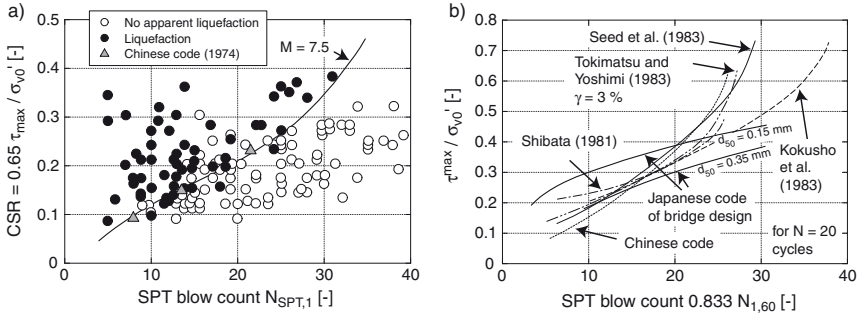 a)
No apparent liquefaction
Liquefaction
Chinese code (1974)
M = 7.5
CSR = 0.65 τmax / σv0' [-]
0.5
0.4
0.3
0.2
0.1
0
0 10 20 30 40
SPT blow count NSPT,1 [-]
b)
Seed et al. (1983)
Tokimatsu and
Yoshimi (1983)
γ = 3 %
Shibata (1981)
d50 = 0.15 mm
d50 = 0.35 mm
Kokusho
et al.
(1983)
Japanese code
of bridge design
Chinese code
for N = 20
cycles
τmax / σv0' [-]
0.8
0.7
0.6
0.5
0.4
0.3
0.2
0.1
0
0 10 20 30 40
SPT blow count 0.833 N1,60 [-]